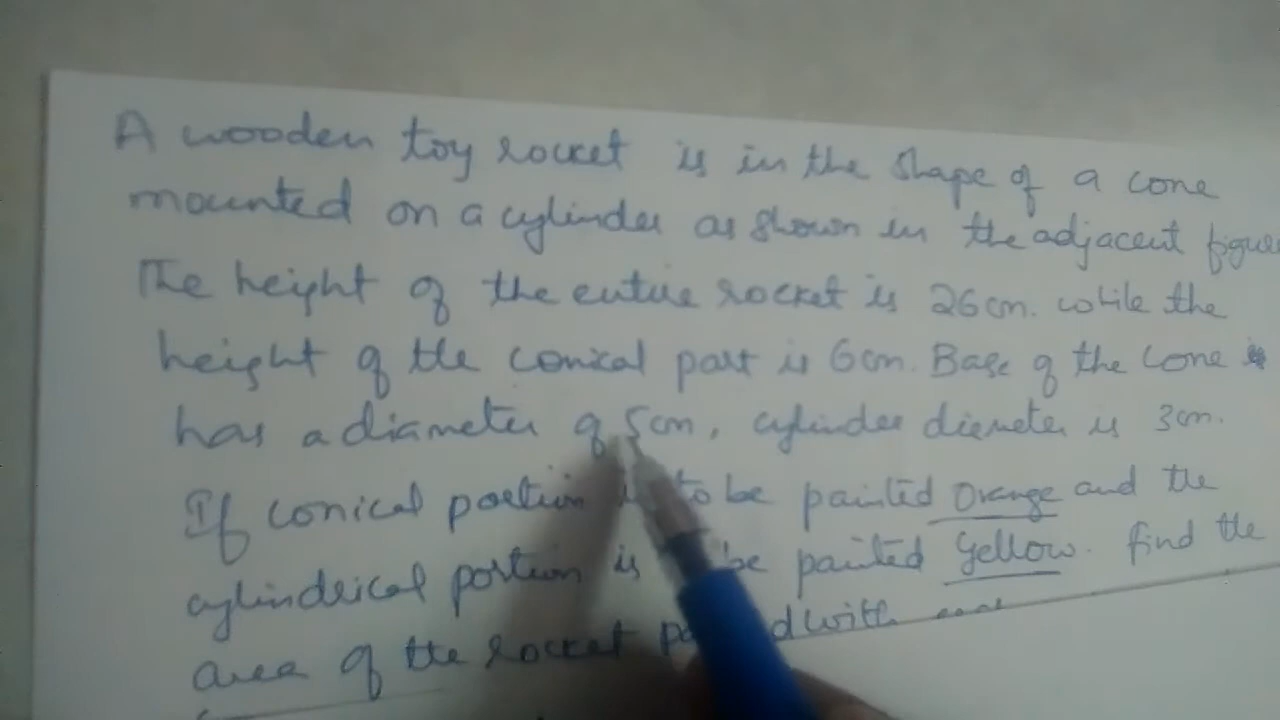 A wooden toy rocket is in the shape of a cone
mounted on a cylinder as shown in the adjacent figure
The height of the entire rocket is 26cm. while the
height of the conical part is 6cm. Base of the cone
has a diameter of 5cm, cylinder diemeter is 3cm.
If conical portion to be painted Orange and the
cylindrical portion is be painted Yellow. find the
area of the rocket with